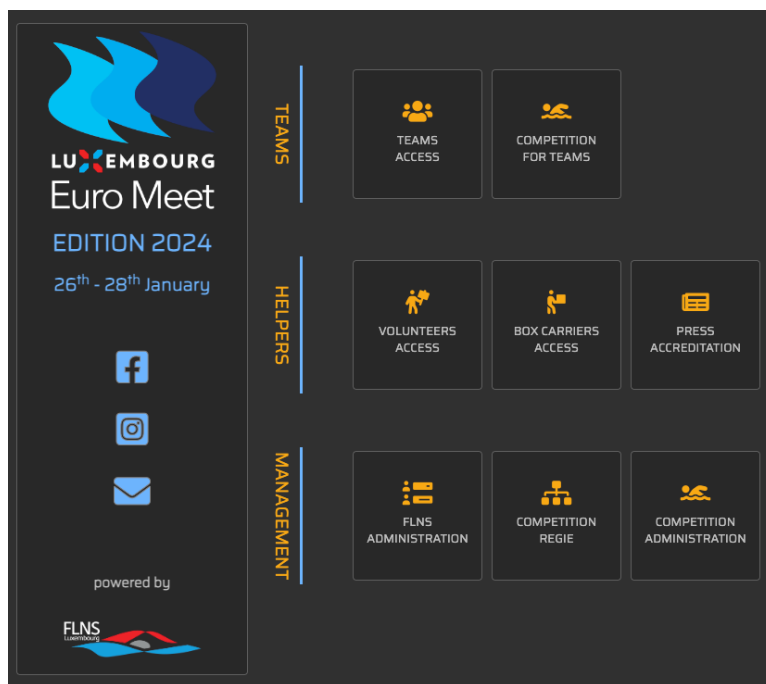 LUXEMBOURG
Euro Meet
EDITION 2024
26th - 28th January
powered by
FLNS
Luxembourg
TEAMS
TEAMS
ACCESS
COMPETITION
FOR TEAMS
HELPERS
VOLUNTEERS
ACCESS
BOX CARRIERS
ACCESS
PRESS
ACCREDITATION
MANAGEMENT
FLNS
ADMINISTRATION
COMPETITION
REGIE
COMPETITION
ADMINISTRATION